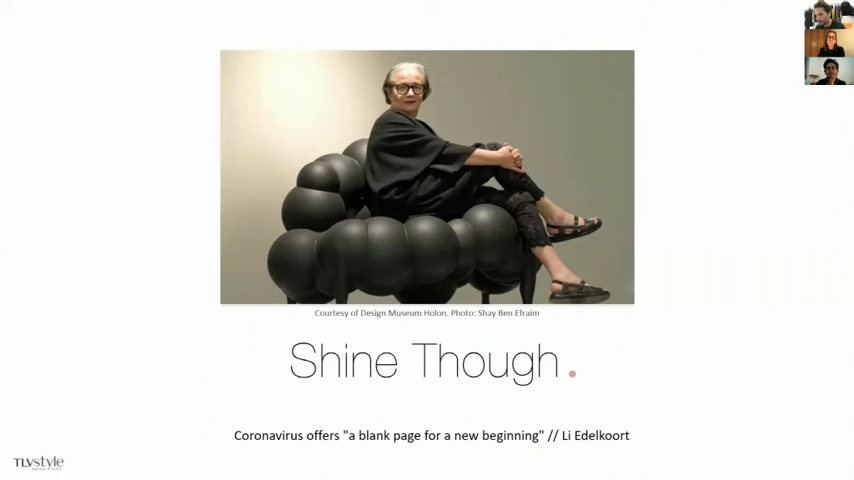 Courtesy of Design Museum Holon. Photo: Shay Ben Efraim
Shine Though.
Coronavirus offers "a blank page for a new beginning" // Li Edelkoort
TLVstyle